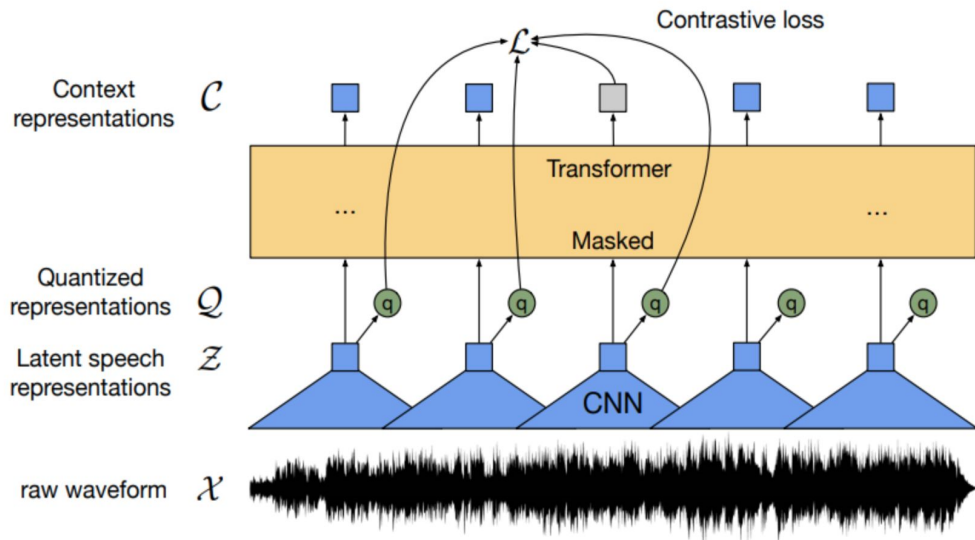 Contrastive loss
ℒ
Context
representations
𝒞
Transformer
... ...
Masked
Quantized
representations
𝒬
q q q q q
Latent speech
representations
𝒵
CNN
raw waveform
𝒳